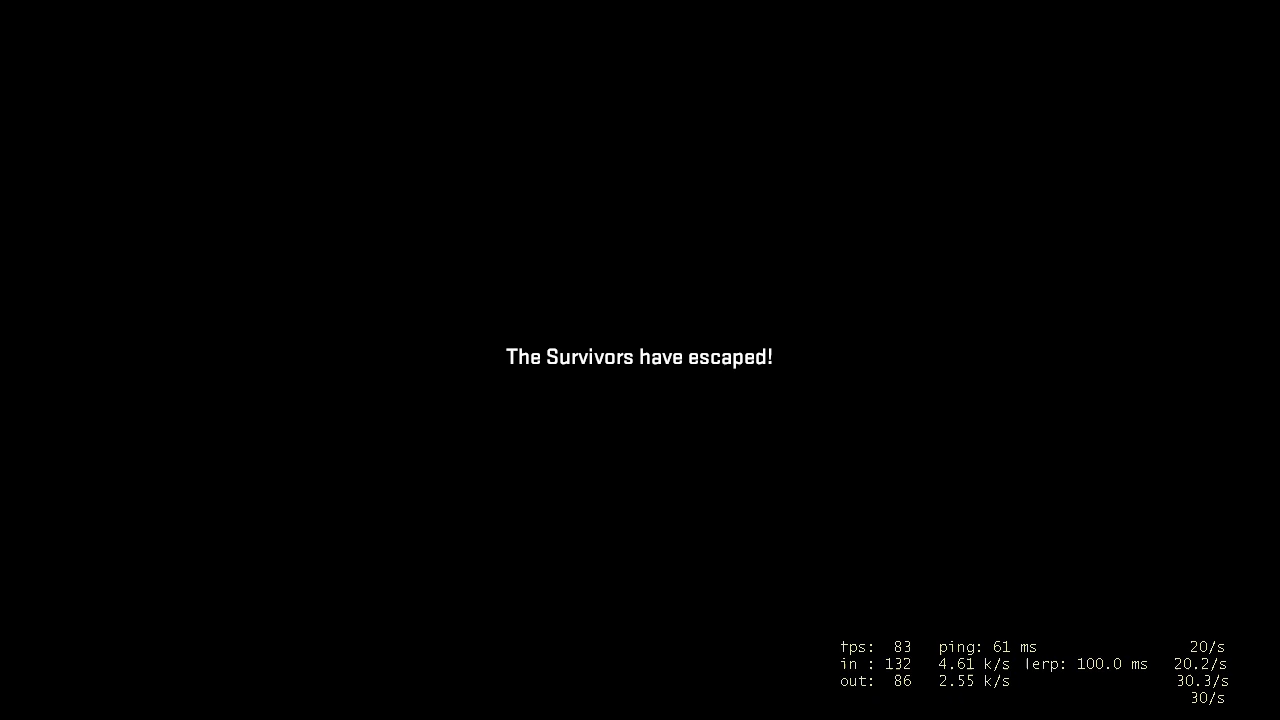 The Survivors have escaped!
fps: 83 ping: 61 ms 20/s
in : 132 4.61 k/s lerp: 100.0 ms 20.2/s
out: 86 2.55 k/s 30.3/s
30/s